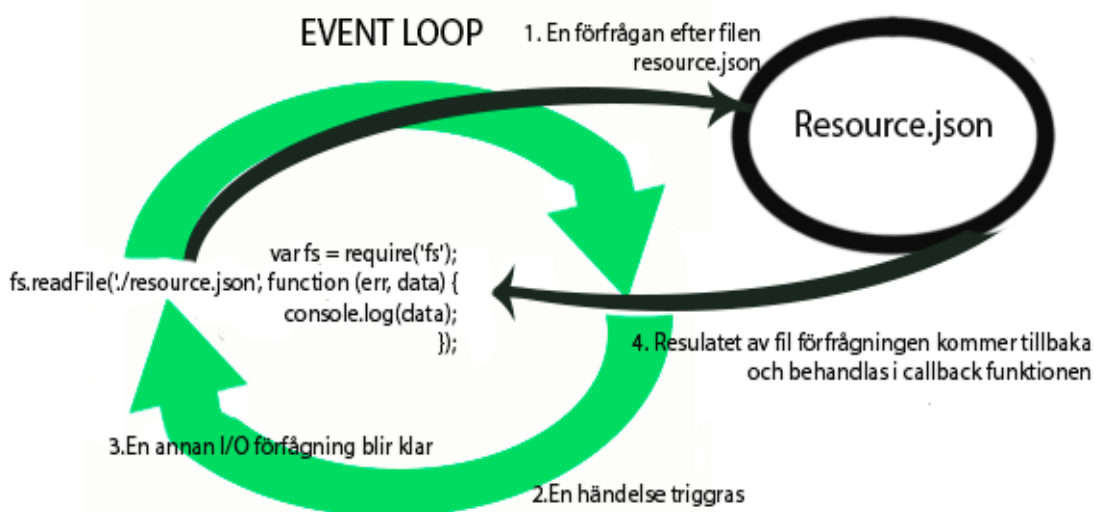 EVENT LOOP
1. En förfrågan efter filen
resource.json
Resource.json
var fs = require('fs');
fs.readFile('./resource.json', function (err, data) {
console.log(data);
});
4. Resulatet av fil förfrågningen kommer tillbaka
och behandlas i callback funktionen
3.En annan I/O förfågning blir klar
2.En händelse triggras